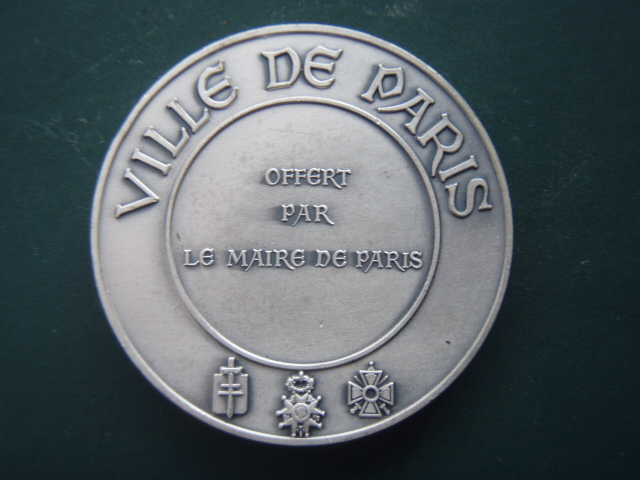 VILLE DE PARIS
OFFERT
PAR
LE MAIRE DE PARIS